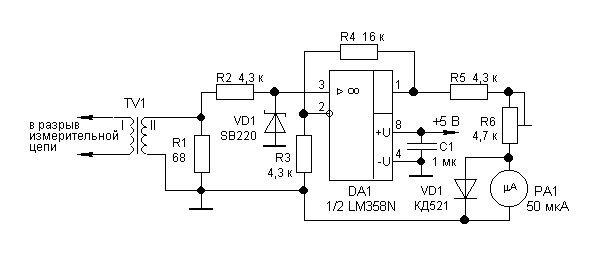 R4 16 к
R2 4,3 к
3
▷ ∞
1
R5 4,3 к
TV1
в разрыв
измерительной
цепи
I
II
VD1
SB220
2
+5 В
R6
4,7 к
R1
68
+U
8
C1
1 мк
R3
4,3 к
-U
4
DA1
1/2 LM358N
VD1
КД521
µA
PA1
50 мкА